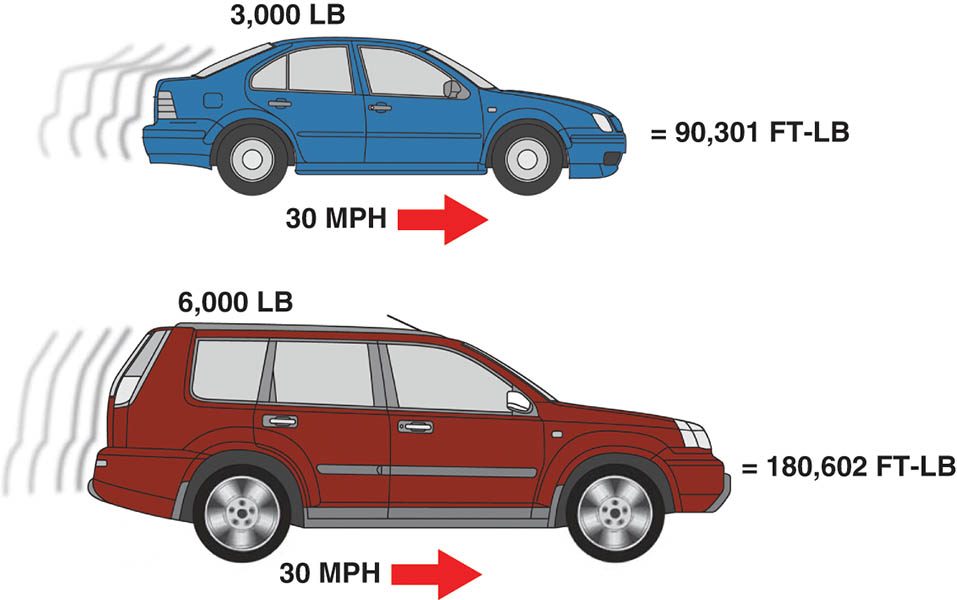 3,000 LB
= 90,301 FT-LB
30 MPH
6,000 LB
= 180,602 FT-LB
30 MPH